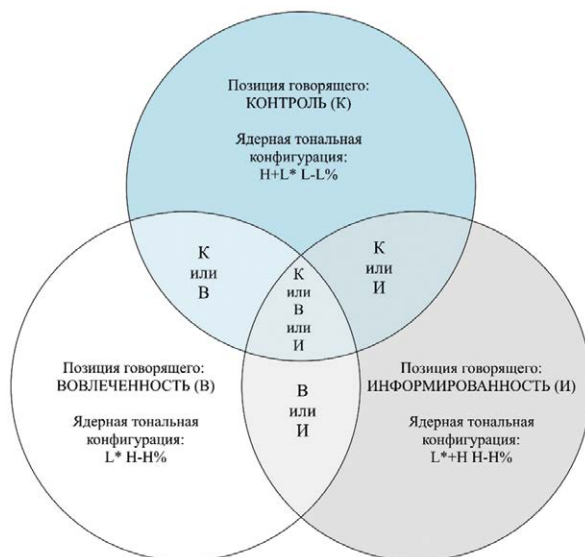 Позиция говорящего:
КОНТРОЛЬ (К)
Ядерная тональная
конфигурация:
H+L* L-L%
К
или
В
К
или
И
К
или
В
или
И
Позиция говорящего:
ВОВЛЕЧЕННОСТЬ (В)
Ядерная тональная
конфигурация:
L* H-H%
В
или
И
Позиция говорящего:
ИНФОРМИРОВАННОСТЬ (И)
Ядерная тональная
конфигурация:
L*+H H-H%